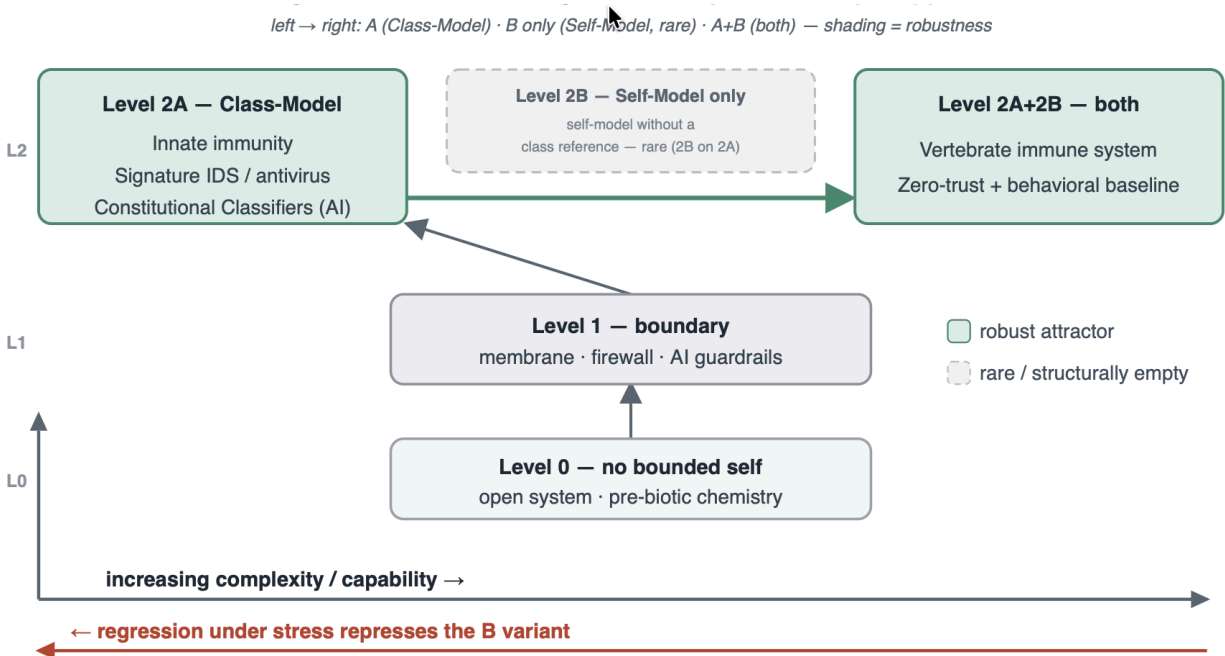 left → right: A (Class-Model) · B only (Self-Model, rare) · A+B (both) — shading = robustness
L2
Level 2A — Class-Model
Innate immunity
Signature IDS / antivirus
Constitutional Classifiers (AI)
Level 2B — Self-Model only
self-model without a
class reference — rare (2B on 2A)
Level 2A+2B — both
Vertebrate immune system
Zero-trust + behavioral baseline
L1
Level 1 — boundary
membrane · firewall · AI guardrails
robust attractor
rare / structurally empty
L0
Level 0 — no bounded self
open system · pre-biotic chemistry
increasing complexity / capability →
← regression under stress represses the B variant